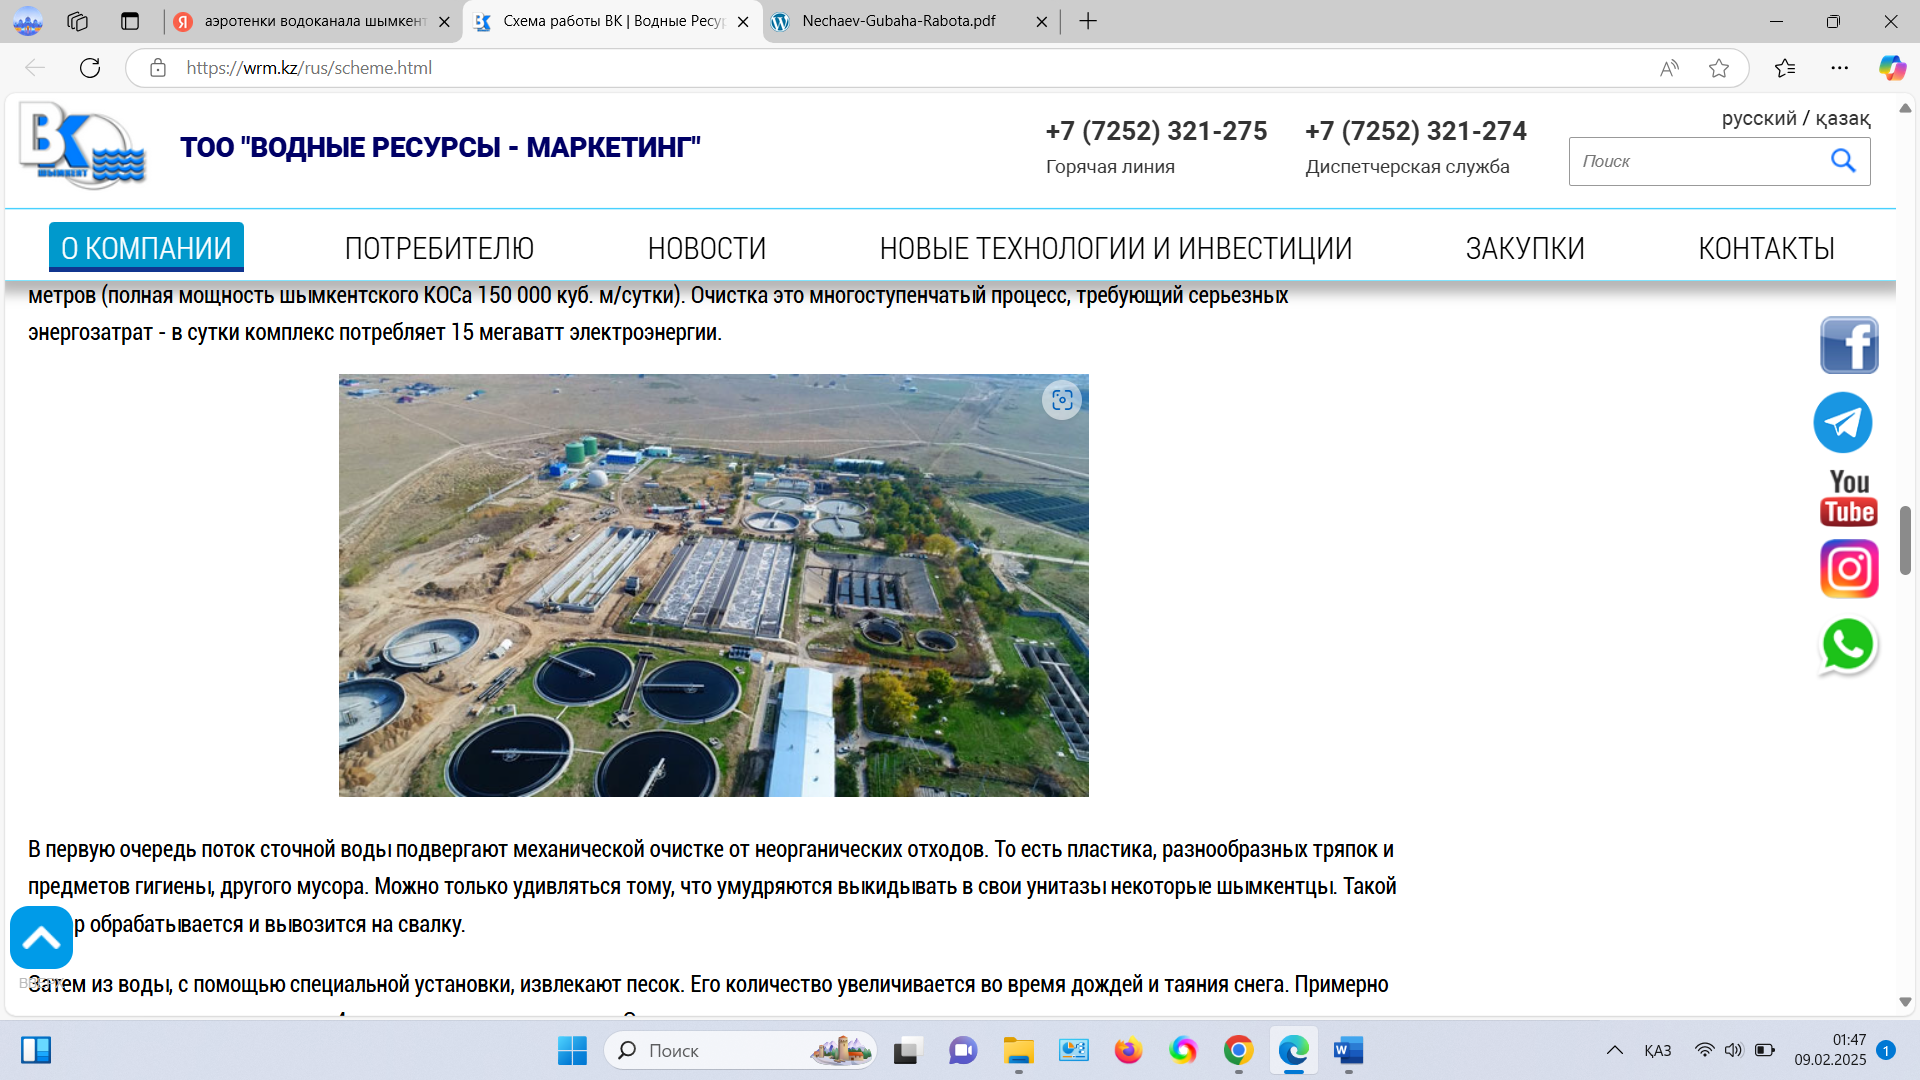 аэротенки водоканала шымкент
Схема работы ВК | Водные Ресур
Nechaev-Gubaha-Rabota.pdf
https://wrm.kz/rus/scheme.html
ВК
ШЫМКЕНТ
ТОО "ВОДНЫЕ РЕСУРСЫ - МАРКЕТИНГ"
+7 (7252) 321-275
Горячая линия
+7 (7252) 321-274
Диспетчерская служба
русский / қазақ
Поиск
О КОМПАНИИ
ПОТРЕБИТЕЛЮ
НОВОСТИ
НОВЫЕ ТЕХНОЛОГИИ И ИНВЕСТИЦИИ
ЗАКУПКИ
КОНТАКТЫ
метров (полная мощность шымкентского КОСа 150 000 куб. м/сутки). Очистка это многоступенчатый процесс, требующий серьезных
энергозатрат - в сутки комплекс потребляет 15 мегаватт электроэнергии.
You
Tube
В первую очередь поток сточной воды подвергают механической очистке от неорганических отходов. То есть пластика, разнообразных тряпок и
предметов гигиены, другого мусора. Можно только удивляться тому, что умудряются выкидывать в свои унитазы некоторые шымкентцы. Такой
р обрабатывается и вывозится на свалку.
Затем из воды, с помощью специальной установки, извлекают песок. Его количество увеличивается во время дождей и таяния снега. Примерно
Поиск
ҚАЗ
01:47
09.02.2025
1